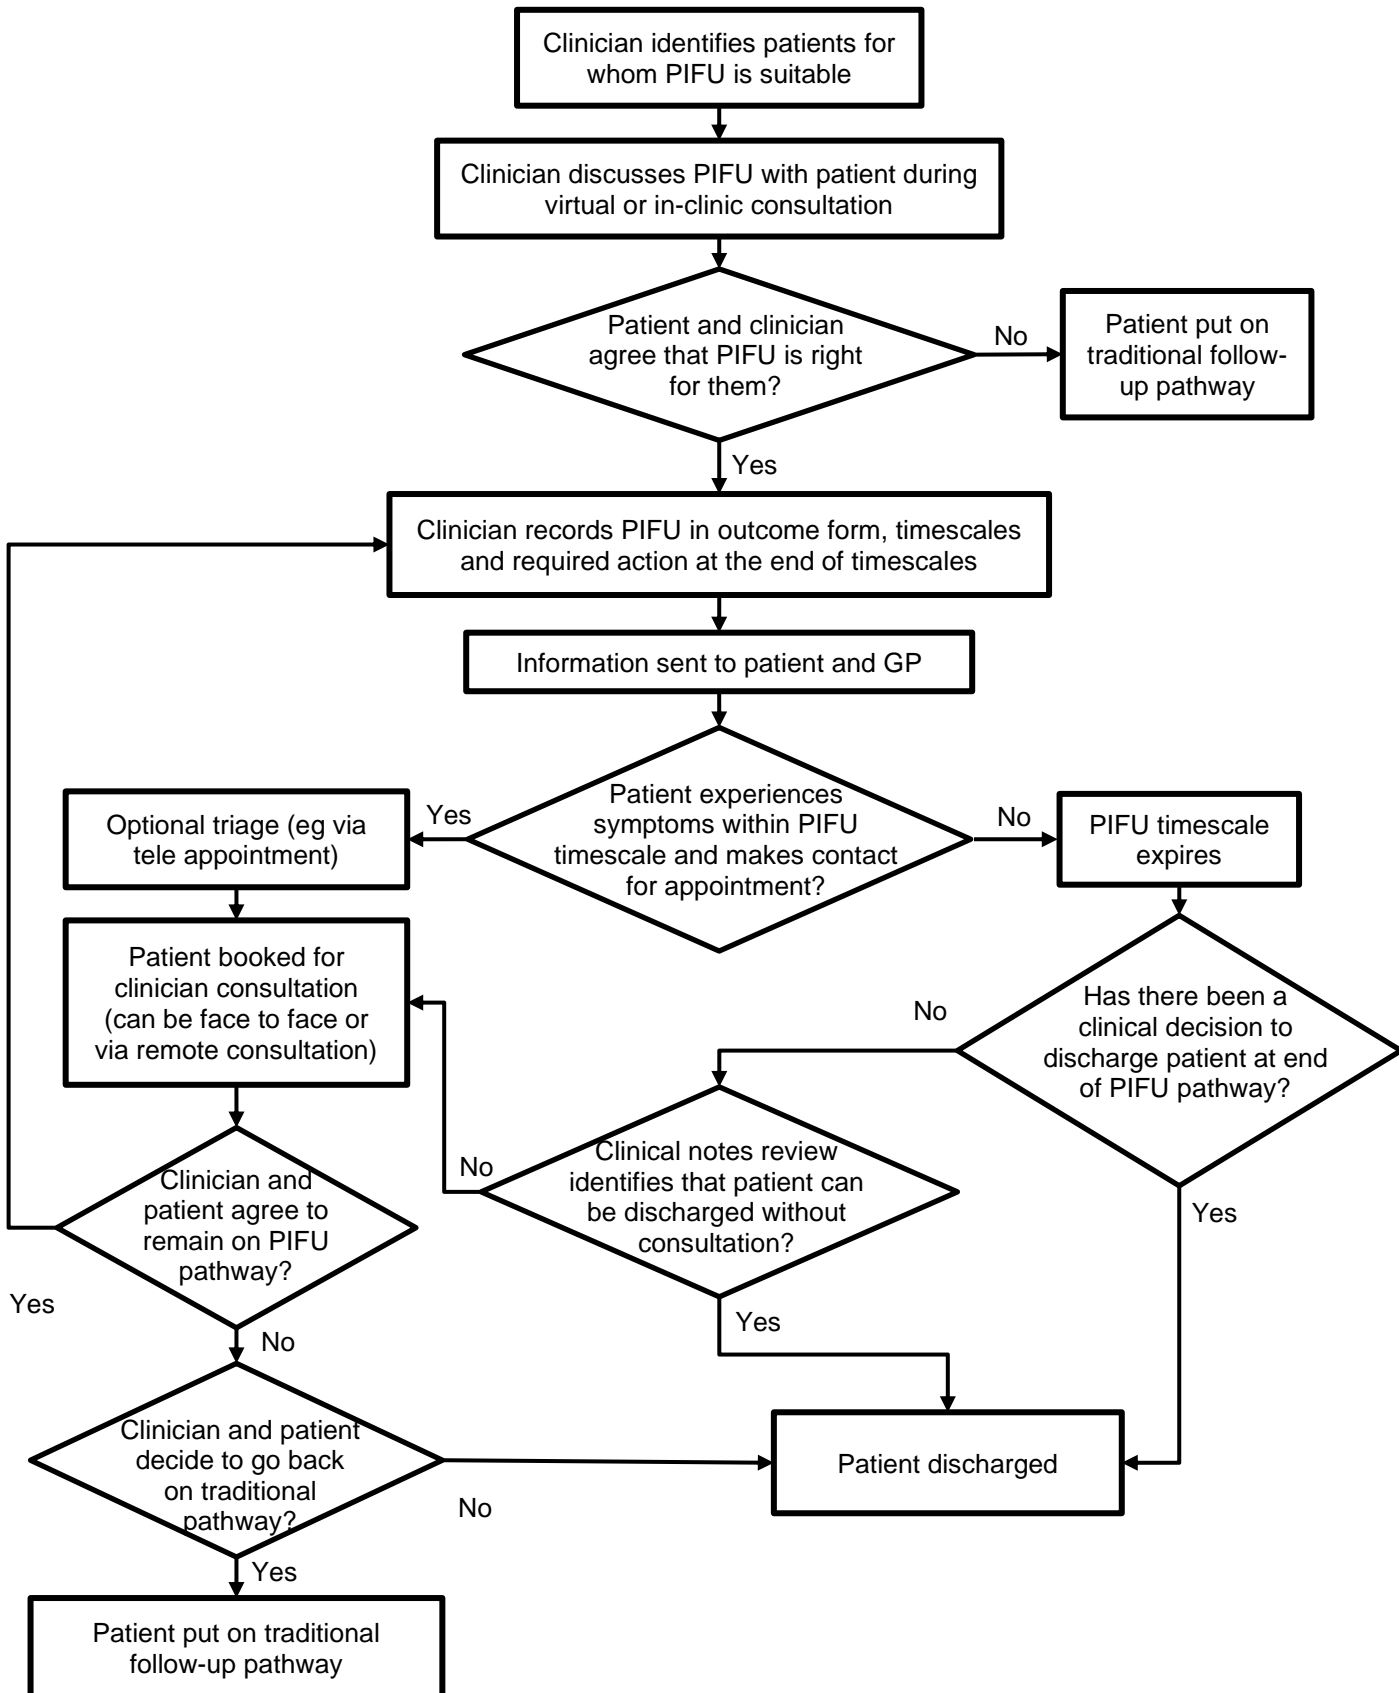 Clinician identifies patients for
whom PIFU is suitable
Clinician discusses PIFU with patient during
virtual or in-clinic consultation
Patient and clinician
agree that PIFU is right
for them?
No
Patient put on
traditional follow-
up pathway
Yes
Clinician records PIFU in outcome form, timescales
and required action at the end of timescales
Information sent to patient and GP
Patient experiences
symptoms within PIFU
timescale and makes contact
for appointment?
Yes
No
Optional triage (eg via
tele appointment)
PIFU timescale
expires
Patient booked for
clinician consultation
(can be face to face or
via remote consultation)
Has there been a
clinical decision to
discharge patient at end
of PIFU pathway?
No
Clinical notes review
identifies that patient can
be discharged without
consultation?
No
Yes
Clinician and
patient agree to
remain on PIFU
pathway?
Yes
No
Yes
Clinician and patient
decide to go back
on traditional
pathway?
No
Patient discharged
Yes
Patient put on traditional
follow-up pathway